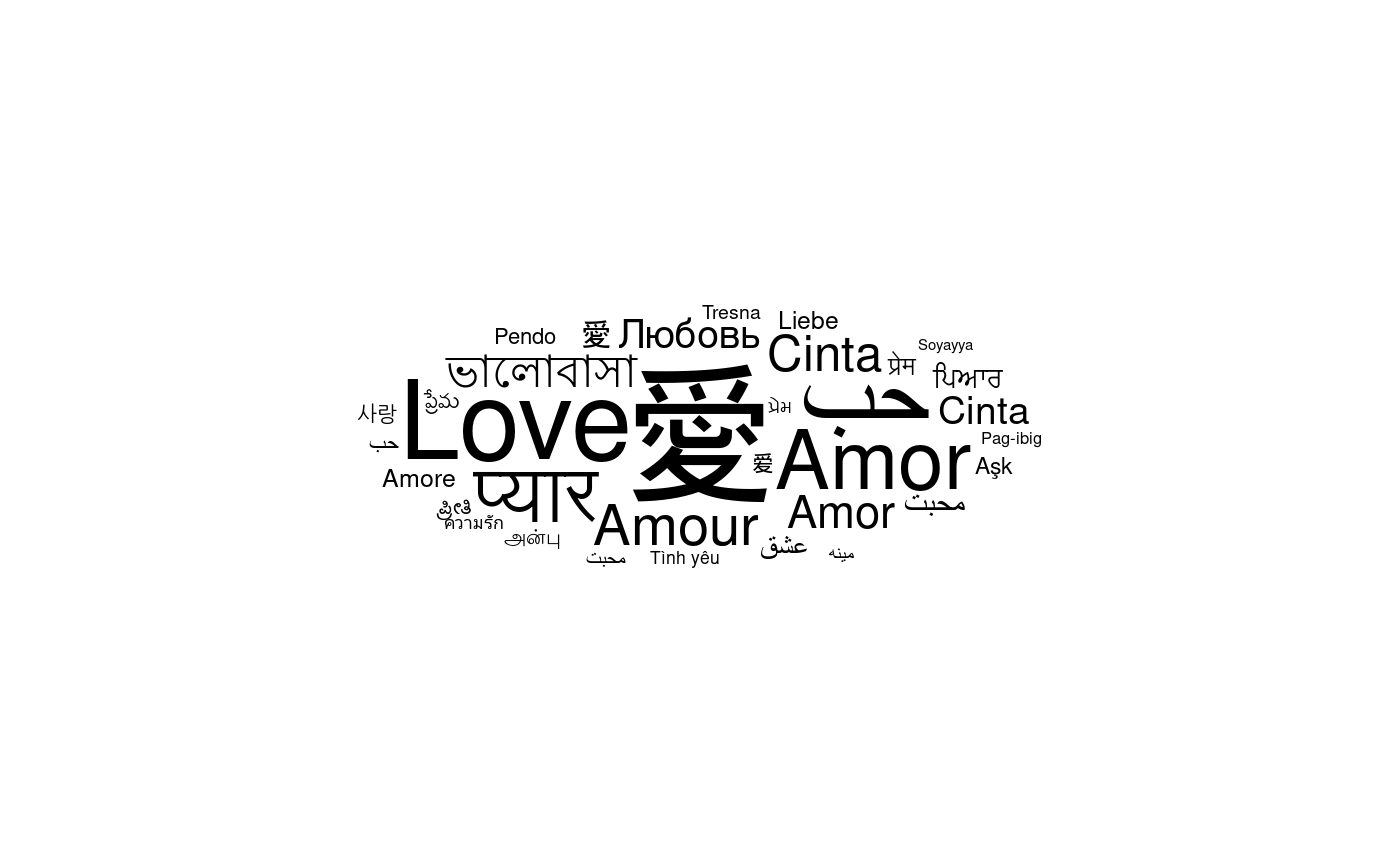 Tresna
Liebe
Pendo
愛
Любовь
Cinta
Soyayya
प्रेम
ভালোবাসা
ਪਿਆਰ
사랑
ప్రేమ
Love
愛
પ્રેમ
حب
Cinta
حب
Amor
Pag-ibig
愛
Aşk
Amore
प्यार
ಪ್ರೀತಿ
ความรัก
Amour
Amor
محبت
அன்பு
عشق
محبت
Tình yêu
مينه